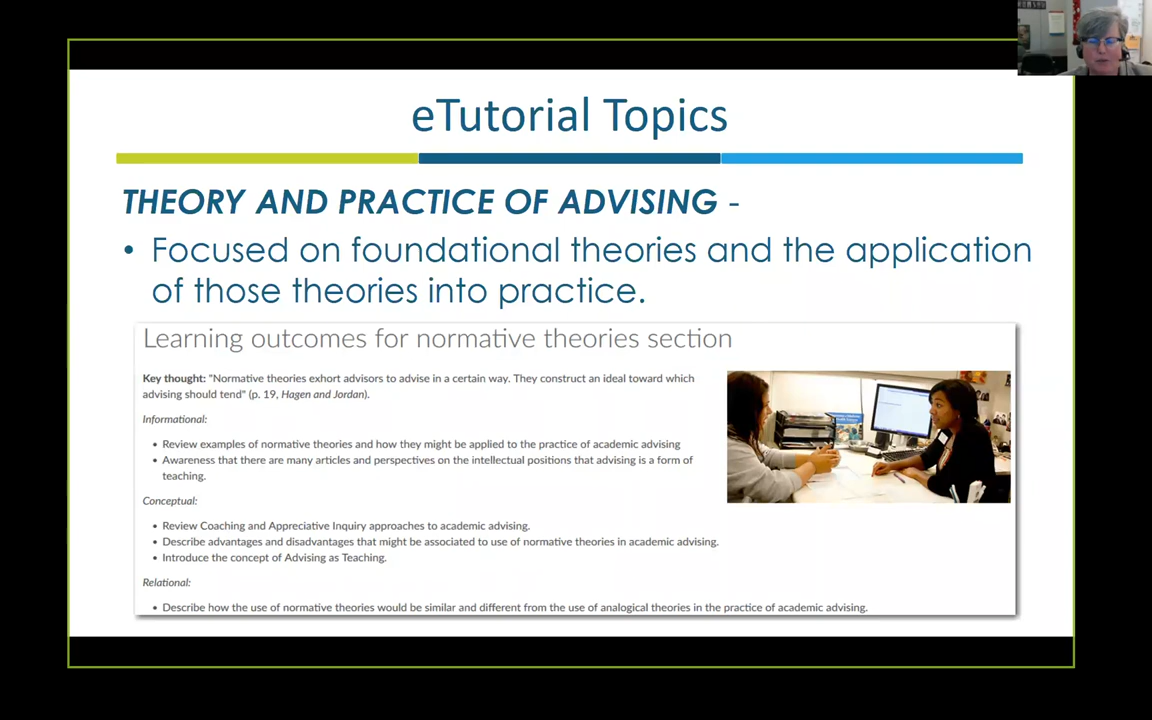 eTutorial Topics
THEORY AND PRACTICE OF ADVISING -
• Focused on foundational theories and the application
of those theories into practice.
Learning outcomes for normative theories section
Key thought: "Normative theories exhort advisors to advise in a certain way. They construct an ideal toward which
advising should tend" (p. 19, Hagen and Jordan).
Informational:
• Review examples of normative theories and how they might be applied to the practice of academic advising
• Awareness that there are many articles and perspectives on the intellectual positions that advising is a form of
teaching.
Conceptual:
• Review Coaching and Appreciative Inquiry approaches to academic advising.
• Describe advantages and disadvantages that might be associated to use of normative theories in academic advising.
• Introduce the concept of Advising as Teaching.
Relational:
• Describe how the use of normative theories would be similar and different from the use of analogical theories in the practice of academic advising.